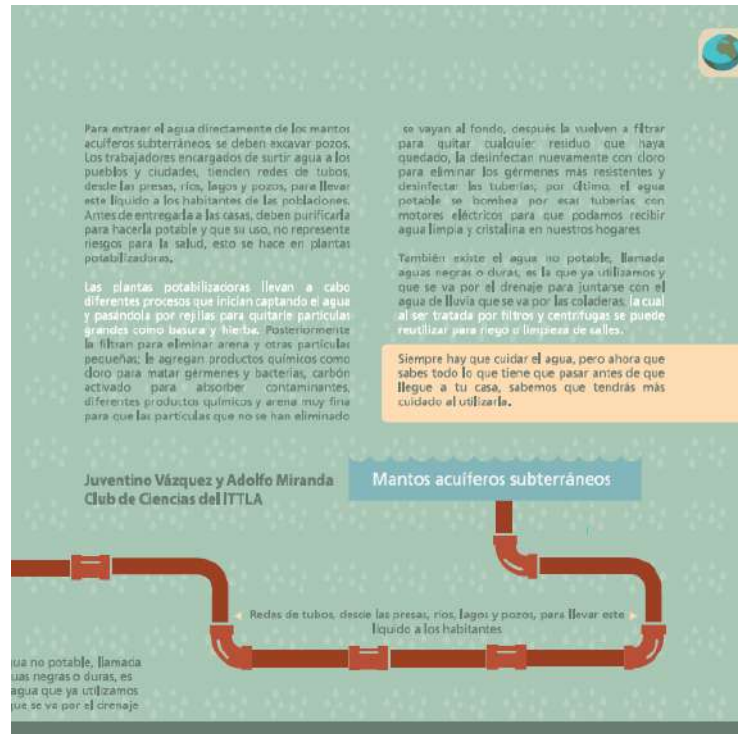 Para extraer el agua directamente de los mantos
acuíferos subterráneos, se deben excavar pozos.
Los trabajadores encargados de surtir agua a los
pueblos y ciudades, tienden redes de tubos,
desde las presas, ríos, lagos y pozos, para llevar
este líquido a los habitantes de las poblaciones.
Antes de entregarla a las casas, deben purificarla
para hacerla potable y que su uso, no represente
riesgos para la salud, esto se hace en plantas
potabilizadoras.
Las plantas potabilizadoras llevan a cabo
diferentes procesos que inician captando el agua
y pasándola por rejillas para quitarle partículas
grandes como basura y hierba. Posteriormente
la filtran para eliminar arena y otras partículas
pequeñas; le agregan productos químicos como
cloro para matar gérmenes y bacterias, carbón
activado para absorber contaminantes,
diferentes productos químicos y arena muy fina
para que las partículas que no se han eliminado
se vayan al fondo, después la vuelven a filtrar
para quitar cualquier residuo que haya
quedado, la desinfectan nuevamente con cloro
para eliminar los gérmenes más resistentes y
desinfectar las tuberías; por último, el agua
potable se bombea por esas tuberías con
motores eléctricos para que podamos recibir
agua limpia y cristalina en nuestros hogares
También existe el agua no potable, llamada
aguas negras o duras, es la que ya utilizamos y
que se va por el drenaje para juntarse con el
agua de lluvia que se va por las coladeras, la cual
al ser tratada por filtros y centrífugas se puede
reutilizar para riego o limpieza de calles.
Siempre hay que cuidar el agua, pero ahora que
sabes todo lo que tiene que pasar antes de que
llegue a tu casa, sabemos que tendrás más
cuidado al utilizarla.
Juventino Vázquez y Adolfo Miranda
Club de Ciencias del ITTLA
Mantos acuíferos subterráneos
Redes de tubos, desde las presas, ríos, lagos y pozos, para llevar este
líquido a los habitantes
no potable, llamada
negras o duras, es
agua que ya utilizamos
que se va por el drenaje